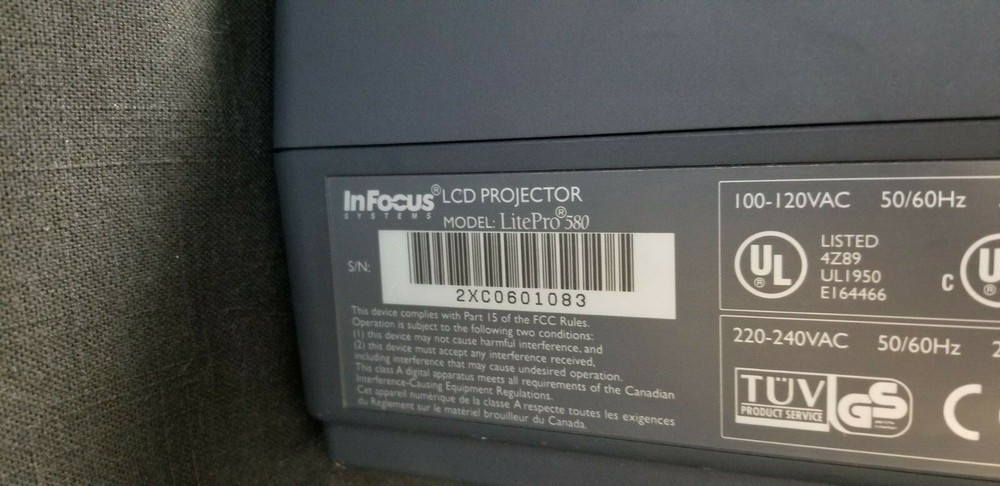 InFocus® LCD PROJECTOR
SYSTEMS
MODEL: LitePro® 580
S/N:
2XC0601083
This device complies with Part 15 of the FCC Rules.
Operation is subject to the following two conditions:
(1) this device may not cause harmful interference, and
(2) this device must accept any interference received,
including interference that may cause undesired operation.
This class A digital apparatus meets all requirements of the Canadian
Interference-Causing Equipment Regulations.
Cet appareil numérique de la classe A respecte toutes les exigences
du Règlement sur le matériel brouilleur du Canada.
100-120VAC 50/60Hz
UL®
LISTED
4Z89
UL1950
E164466
C
220-240VAC 50/60Hz 2
TÜV
PRODUCT SERVICE
GS
CE